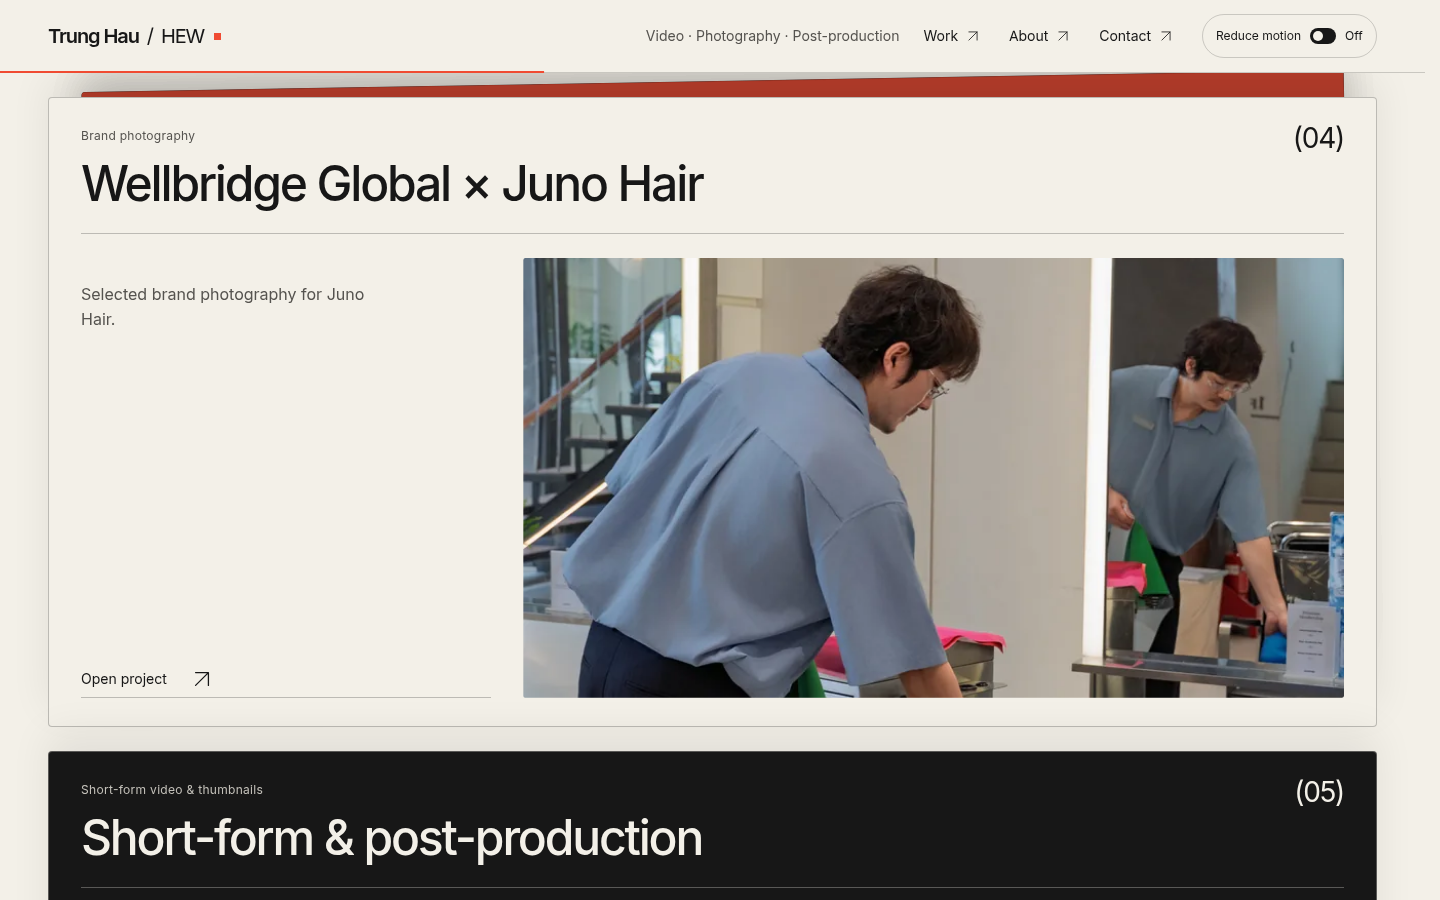 Trung Hau / HEW
Video · Photography · Post-production
Work
About
Contact
Reduce motion
Off
Brand photography
(04)
Wellbridge Global × Juno Hair
Selected brand photography for Juno
Hair.
Open project
Short-form video & thumbnails
(05)
Short-form & post-production